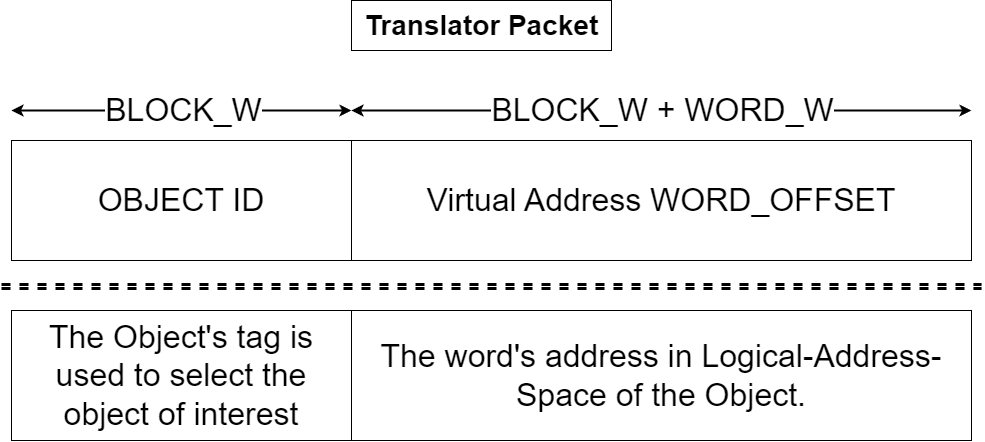 Translator Packet
BLOCK_W
BLOCK_W + WORD_W
OBJECT ID
Virtual Address WORD_OFFSET
The Object's tag is
used to select the
object of interest
The word's address in Logical-Address-
Space of the Object.